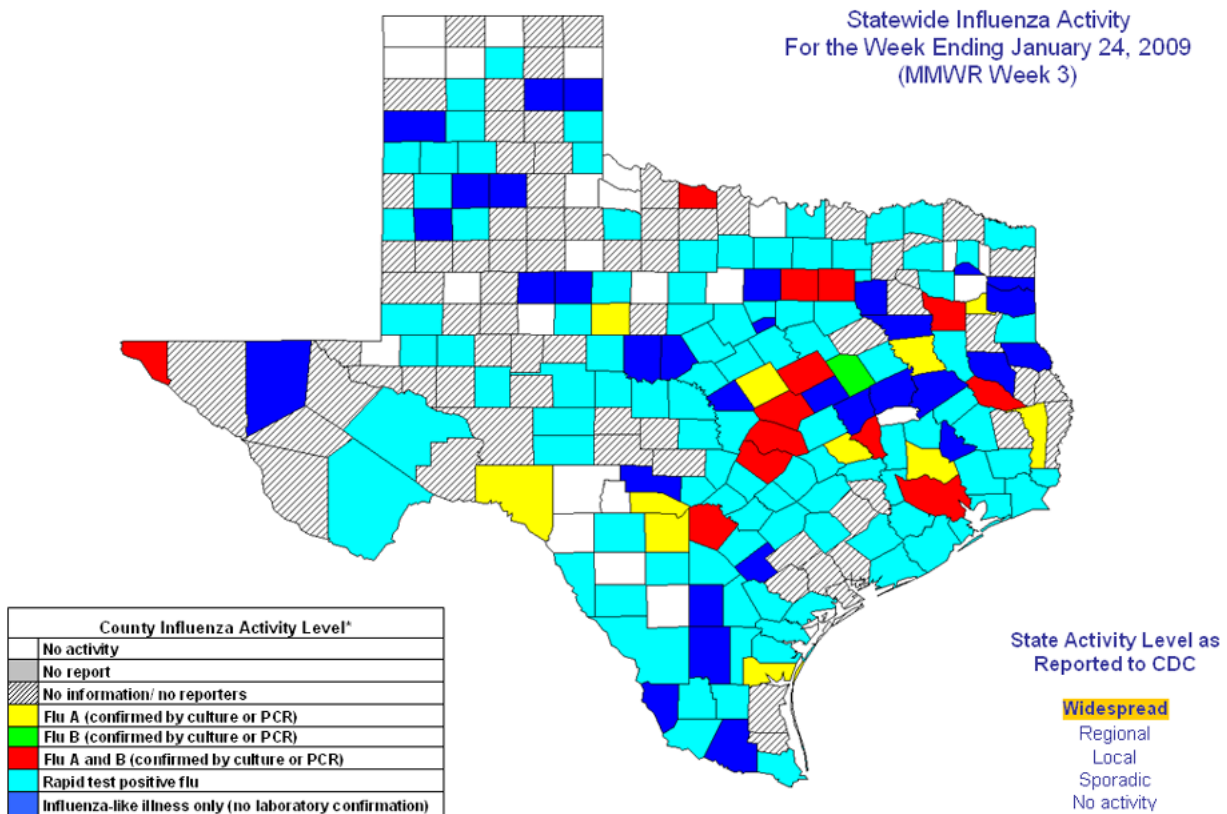 Statewide Influenza Activity
For the Week Ending January 24, 2009
(MMWR Week 3)
County Influenza Activity Level*
No activity
No report
No information/ no reporters
Flu A (confirmed by culture or PCR)
Flu B (confirmed by culture or PCR)
Flu A and B (confirmed by culture or PCR)
Rapid test positive flu
Influenza-like illness only (no laboratory confirmation)
State Activity Level as
Reported to CDC
Widespread
Regional
Local
Sporadic
No activity